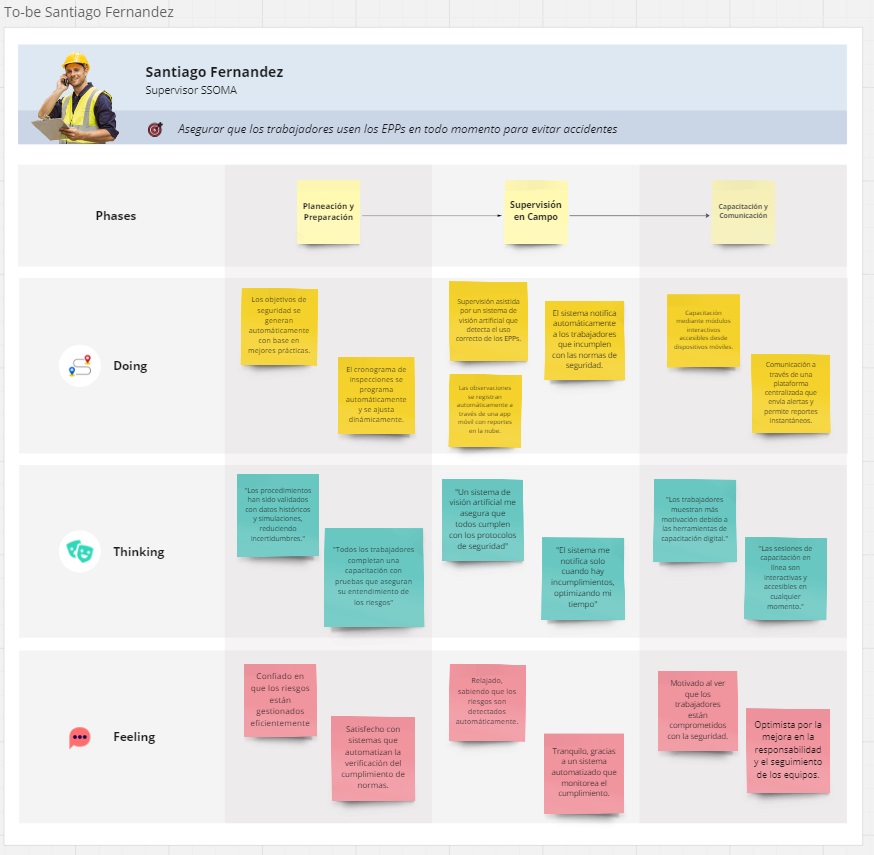 To-be Santiago Fernandez
Santiago Fernandez
Supervisor SSOMA
Asegurar que los trabajadores usen los EPPs en todo momento para evitar accidentes
Phases
Planeación y
Preparación
Supervisión
en Campo
Capacitación y
Comunicación
Doing
Los objetivos de
seguridad se
generan
automáticamente
con base en
mejores prácticas.
El cronograma de
inspecciones se
programa
automáticamente
y se ajusta
dinámicamente.
Supervisión asistida
por un sistema de
visión artificial que
detecta el uso
correcto de los EPPs.
El sistema notifica
automáticamente
a los trabajadores
que incumplen
con las normas de
seguridad.
Las observaciones
se registran
automáticamente a
través de una app
móvil con reportes
en la nube.
Capacitación
mediante módulos
interactivos
accesibles desde
dispositivos móviles.
Comunicación a
través de una
plataforma
centralizada que
envía alertas y
permite reportes
instantáneos.
Thinking
"Los procedimientos
han sido validados
con datos históricos
y simulaciones,
reduciendo
incertidumbres."
"Todos los trabajadores
completan una
capacitación con
pruebas que aseguran
su entendimiento de
los riesgos"
"Un sistema de
visión artificial me
asegura que
todos cumplen
con los protocolos
de seguridad"
"El sistema me
notifica solo
cuando hay
incumplimientos,
optimizando mi
tiempo"
"Los trabajadores
muestran más
motivación debido a
las herramientas de
capacitación digital."
"Las sesiones de
capacitación en
línea son
interactivas y
accesibles en
cualquier
momento."
Feeling
Confiado en
que los riesgos
están
gestionados
eficientemente
Satisfecho con
sistemas que
automatizan la
verificación del
cumplimiento de
normas.
Relajado,
sabiendo que los
riesgos son
detectados
automáticamente.
Tranquilo, gracias
a un sistema
automatizado que
monitorea el
cumplimiento.
Motivado al ver
que los
trabajadores
están
comprometidos
con la seguridad.
Optimista por la
mejora en la
responsabilidad
y el seguimiento
de los equipos.